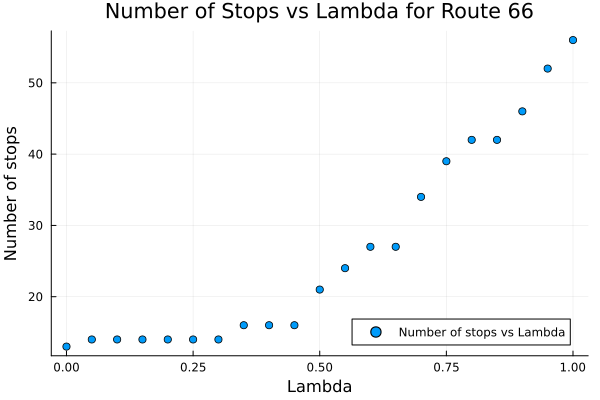 Number of Stops vs Lambda for Route 66
Number of stops
50
40
30
20
Number of stops vs Lambda
0.00 0.25 0.50 0.75 1.00
Lambda